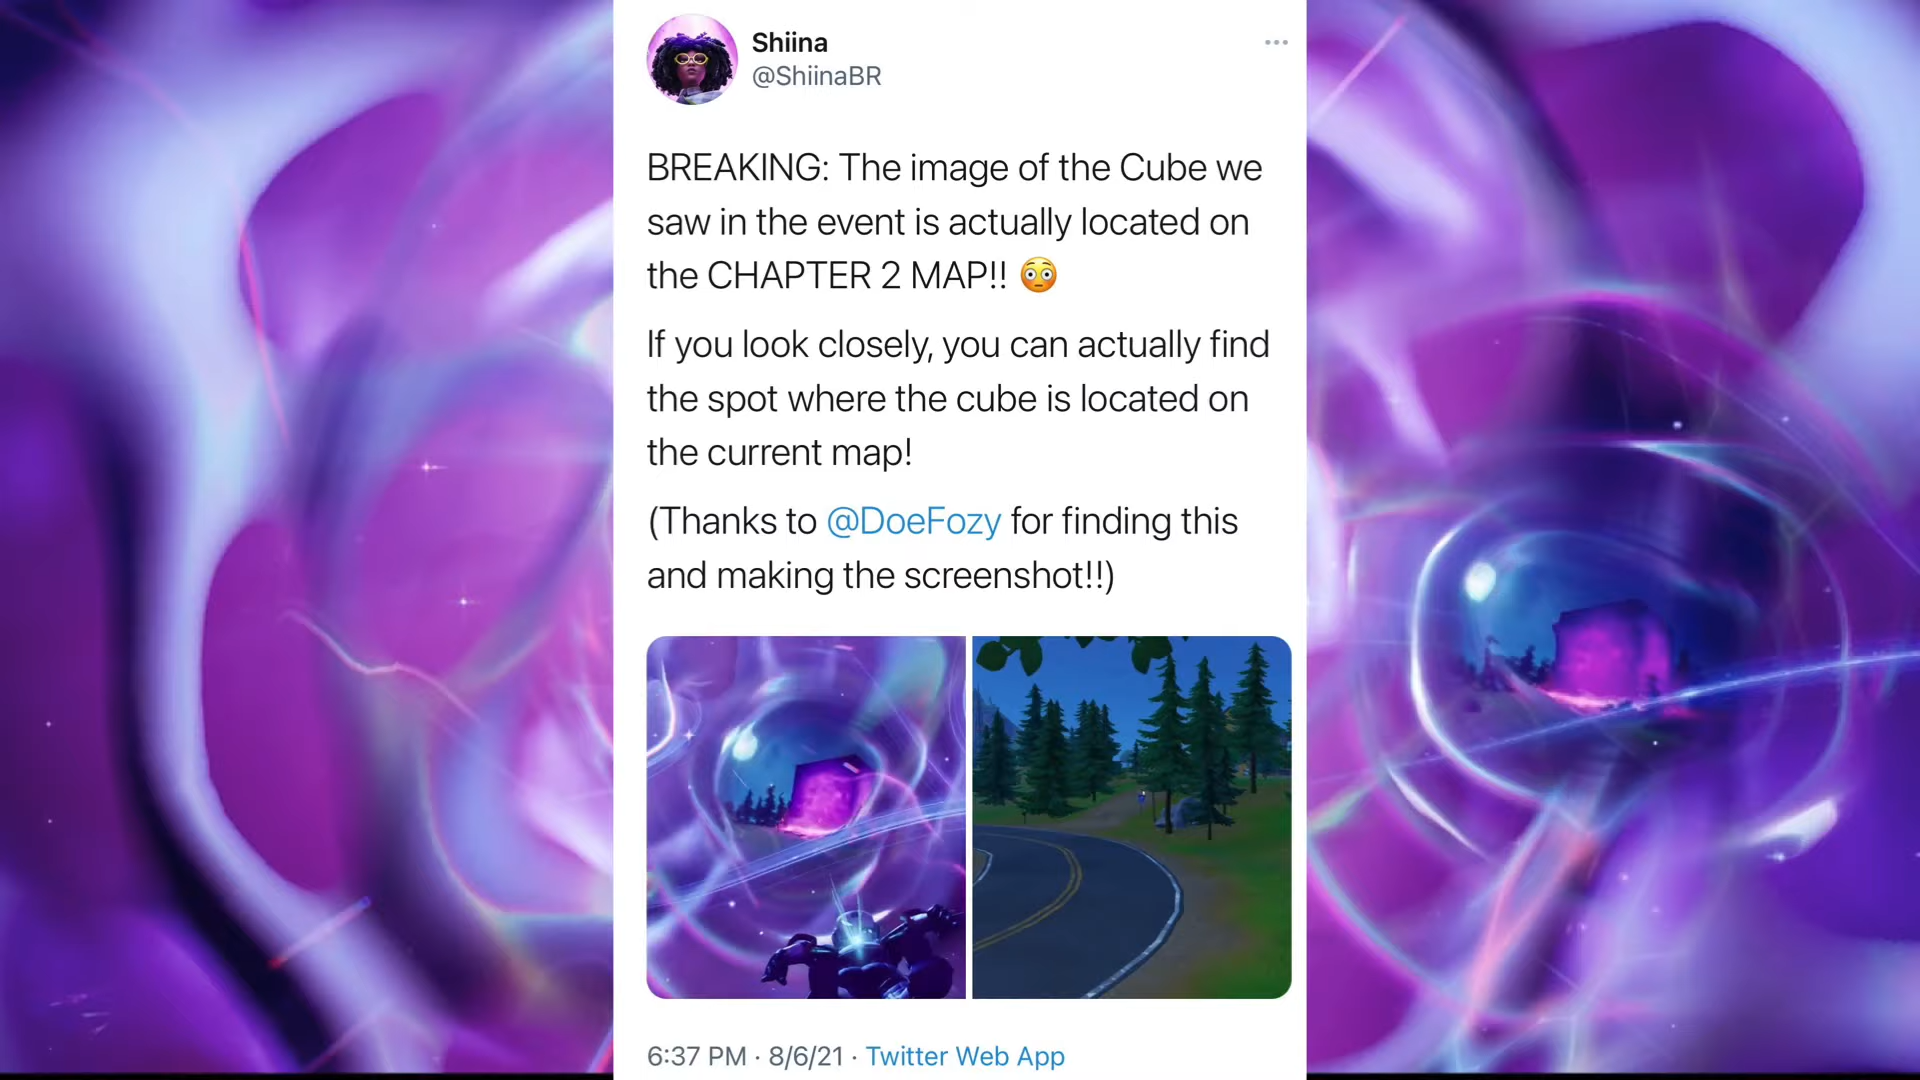 Shiina
@ShiinaBR
BREAKING: The image of the Cube we
saw in the event is actually located on
the CHAPTER 2 MAP!! 😳
If you look closely, you can actually find
the spot where the cube is located on
the current map!
(Thanks to @DoeFozy for finding this
and making the screenshot!!)
6:37 PM · 8/6/21 · Twitter Web App